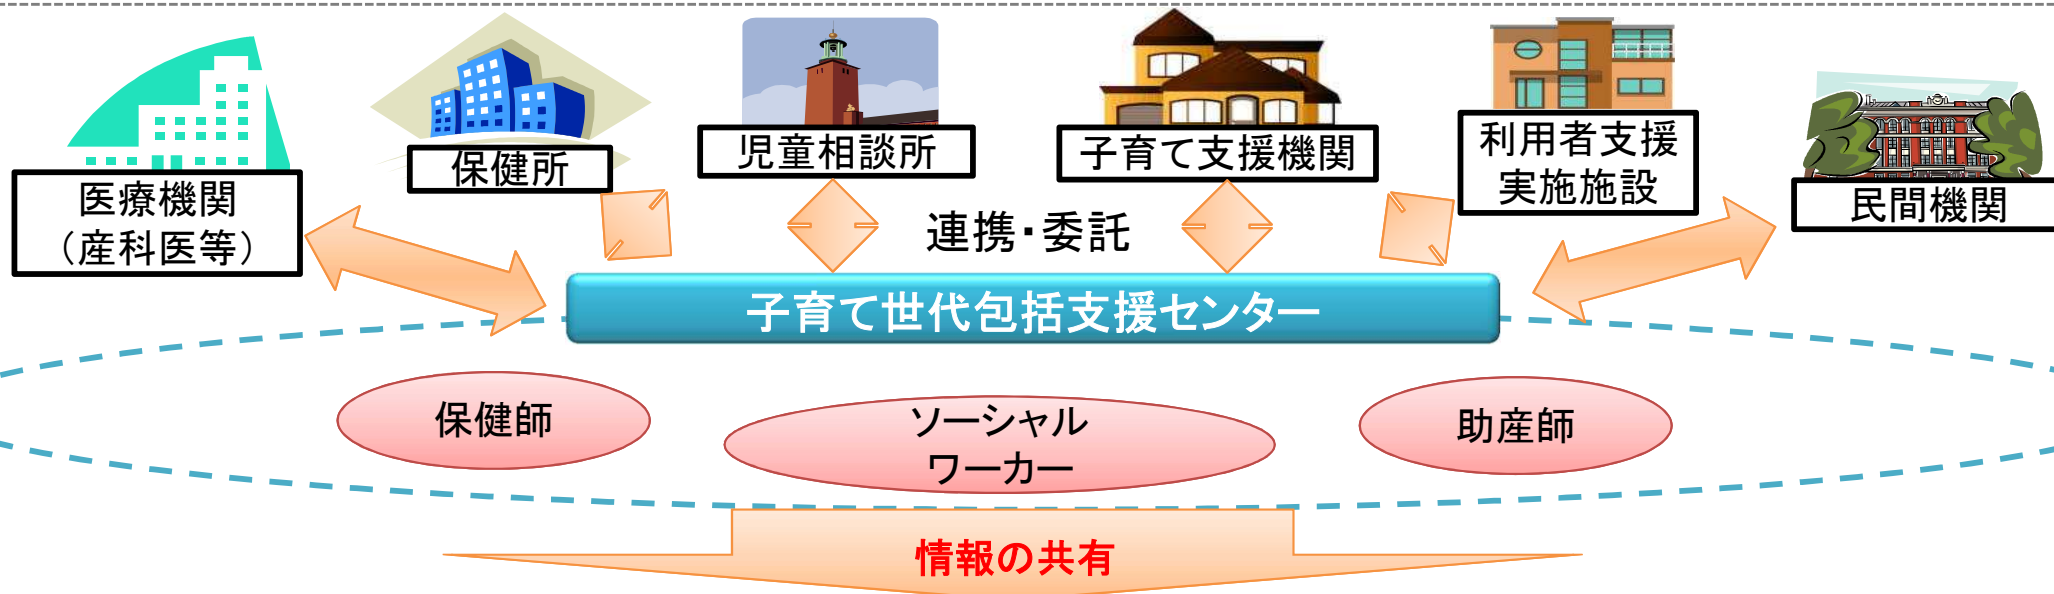 医療機関
（産科医等）
保健所
児童相談所
子育て支援機関
利用者支援
実施施設
民間機関
連携・委託
子育て世代包括支援センター
保健師
ソーシャル
ワーカー
助産師
情報の共有